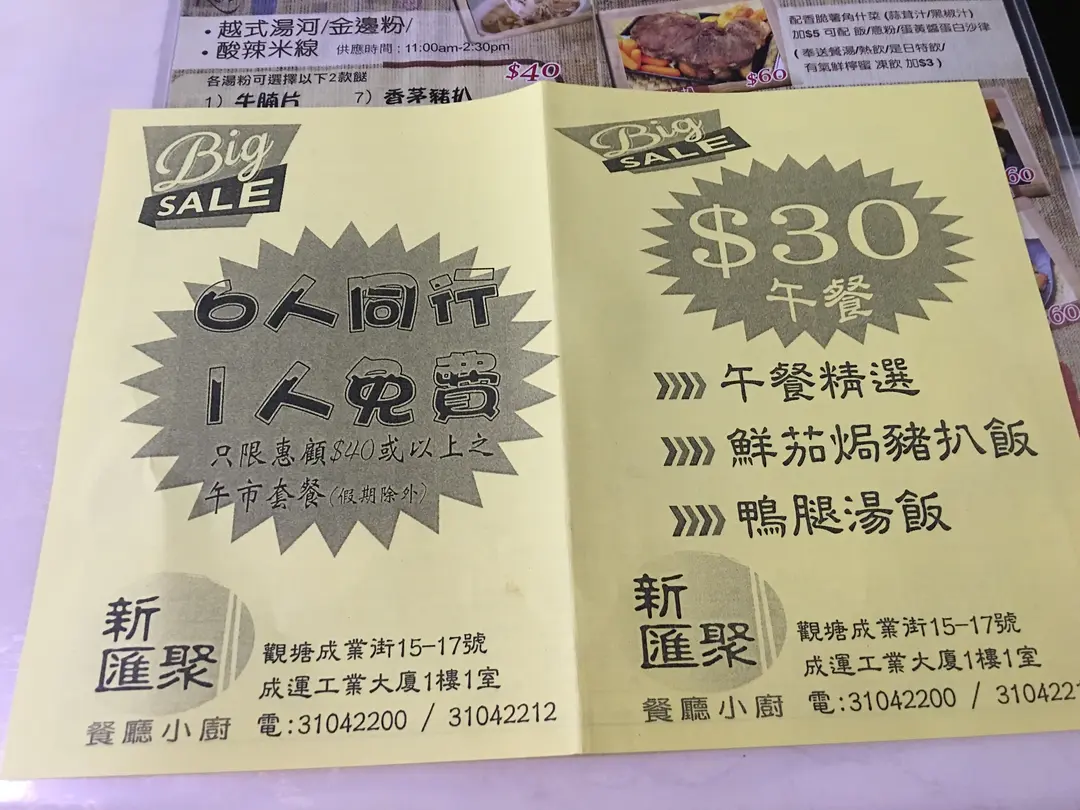 • 越式湯河/金邊粉/
• 酸辣米線 供應時間：11:00am-2:30pm
各湯粉可選擇以下2款餸
$40
1） 牛腩片 7） 香茅豬扒
$60
配香脆薯角什菜 (蒜茸汁/黑椒汁)
加$5 可配 飯/意粉/蛋黃醬蛋白沙律
( 奉送餐湯/熱飲/是日特飲/
有氣鮮檸蜜 凍飲 加$3 )
60
60
Big
SALE
6人同行
1人免費
只限惠顧$40或以上之
午市套餐(假期除外)
新
匯聚
餐廳小廚
觀塘成業街15-17號
成運工業大廈1樓1室
電:31042200 / 31042212
Big
SALE
$30
午餐
午餐精選
鮮茄焗豬扒飯
鴨腿湯飯
新
匯聚
餐廳小廚
觀塘成業街15-17號
成運工業大廈1樓1室
電:31042200 / 310422